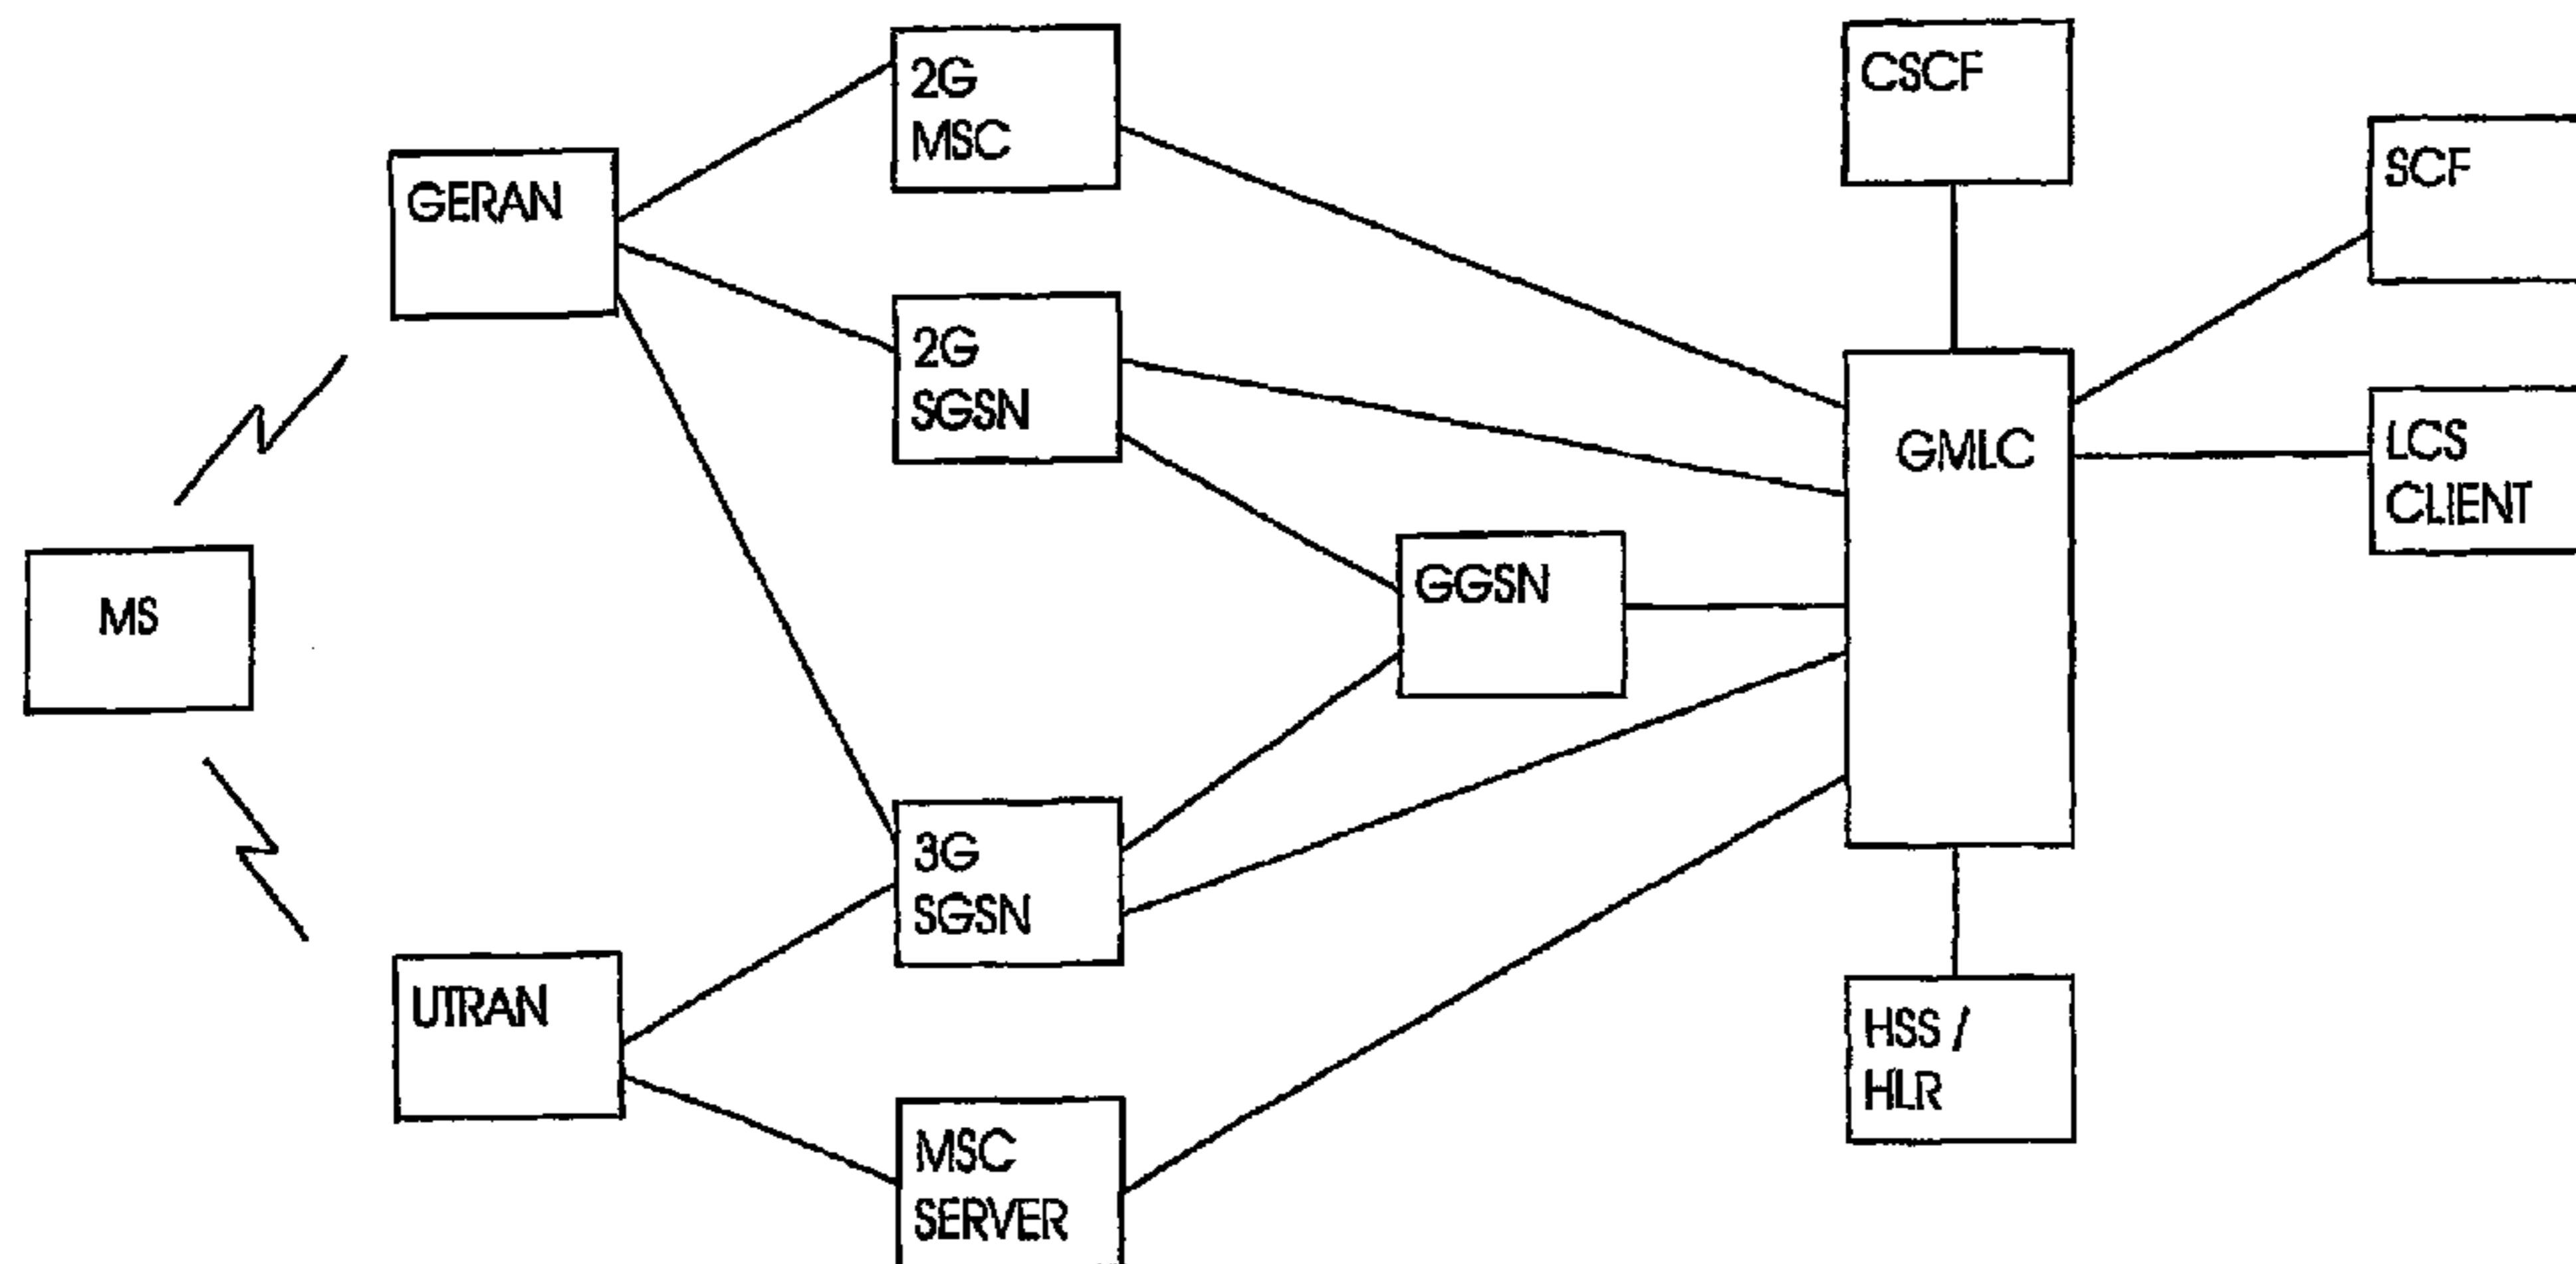 2G
MSC
CSCF
SCF
GERAN
2G
SGSN
GMLC
LCS
CLIENT
GGSN
MS
3G
SGSN
UTRAN
HSS /
HLR
MSC
SERVER